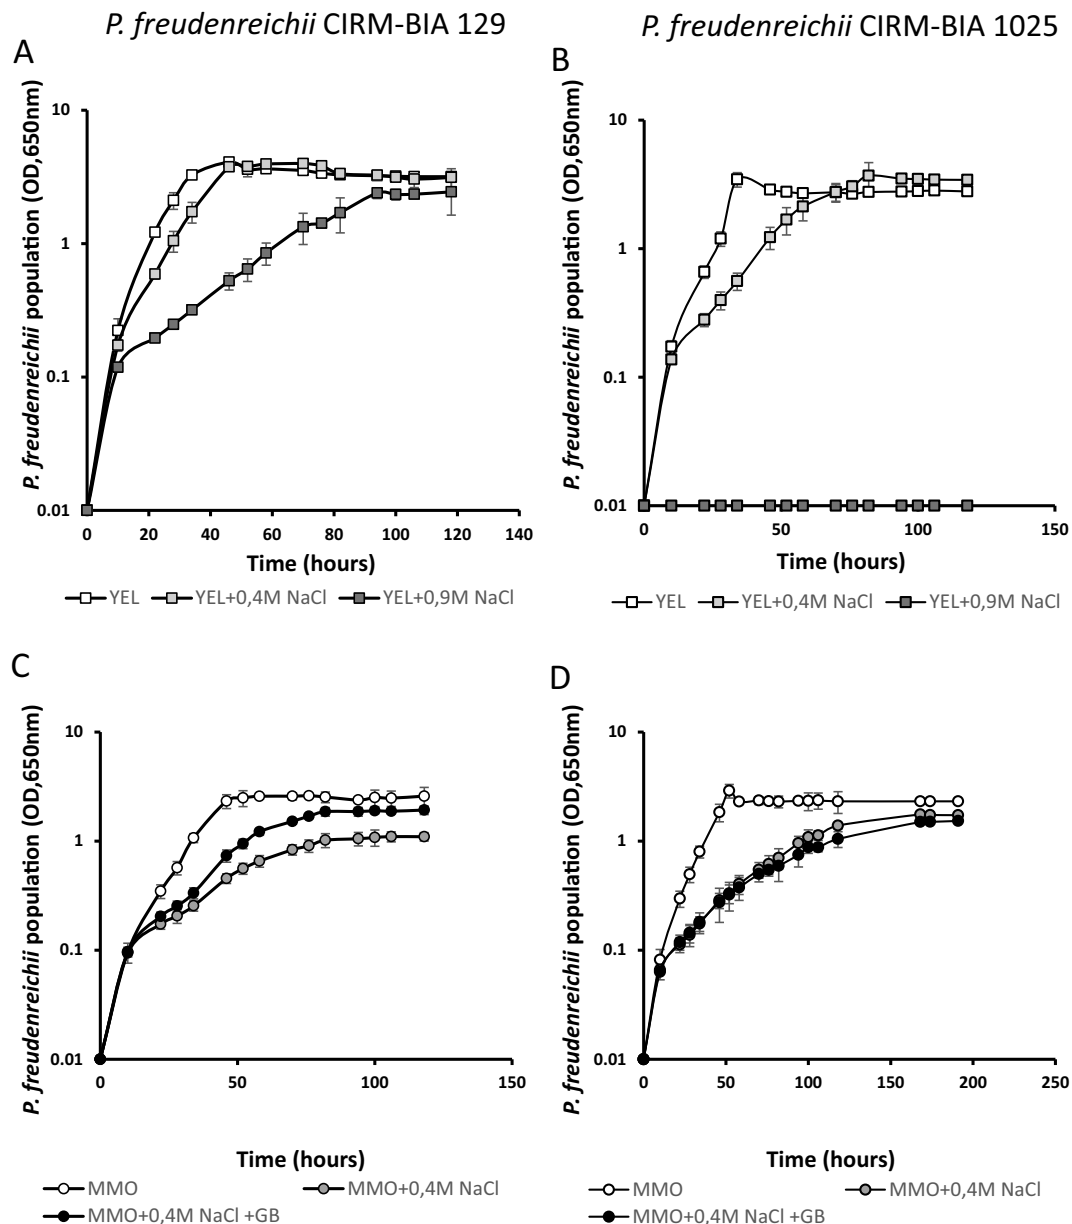 P. freudenreichii CIRM-BIA 129
P. freudenreichii CIRM-BIA 1025
A
P. freudenreichii population (OD,650nm)
10
1
0.1
0.01
0 20 40 60 80 100 120 140
Time (hours)
YEL YEL+0,4M NaCl YEL+0,9M NaCl
B
P. freudenreichii population (OD,650nm)
10
1
0.1
0.01
0 50 100 150
Time (hours)
YEL YEL+0,4M NaCl YEL+0,9M NaCl
C
P. freudenreichii population (OD,650nm)
10
1
0.1
0.01
0 50 100 150
Time (hours)
MMO MMO+0,4M NaCl
MMO+0,4M NaCl +GB
D
P. freudenreichii population (OD,650nm)
10
1
0.1
0.01
0 50 100 150 200 250
Time (hours)
MMO MMO+0,4M NaCl
MMO+0,4M NaCl +GB